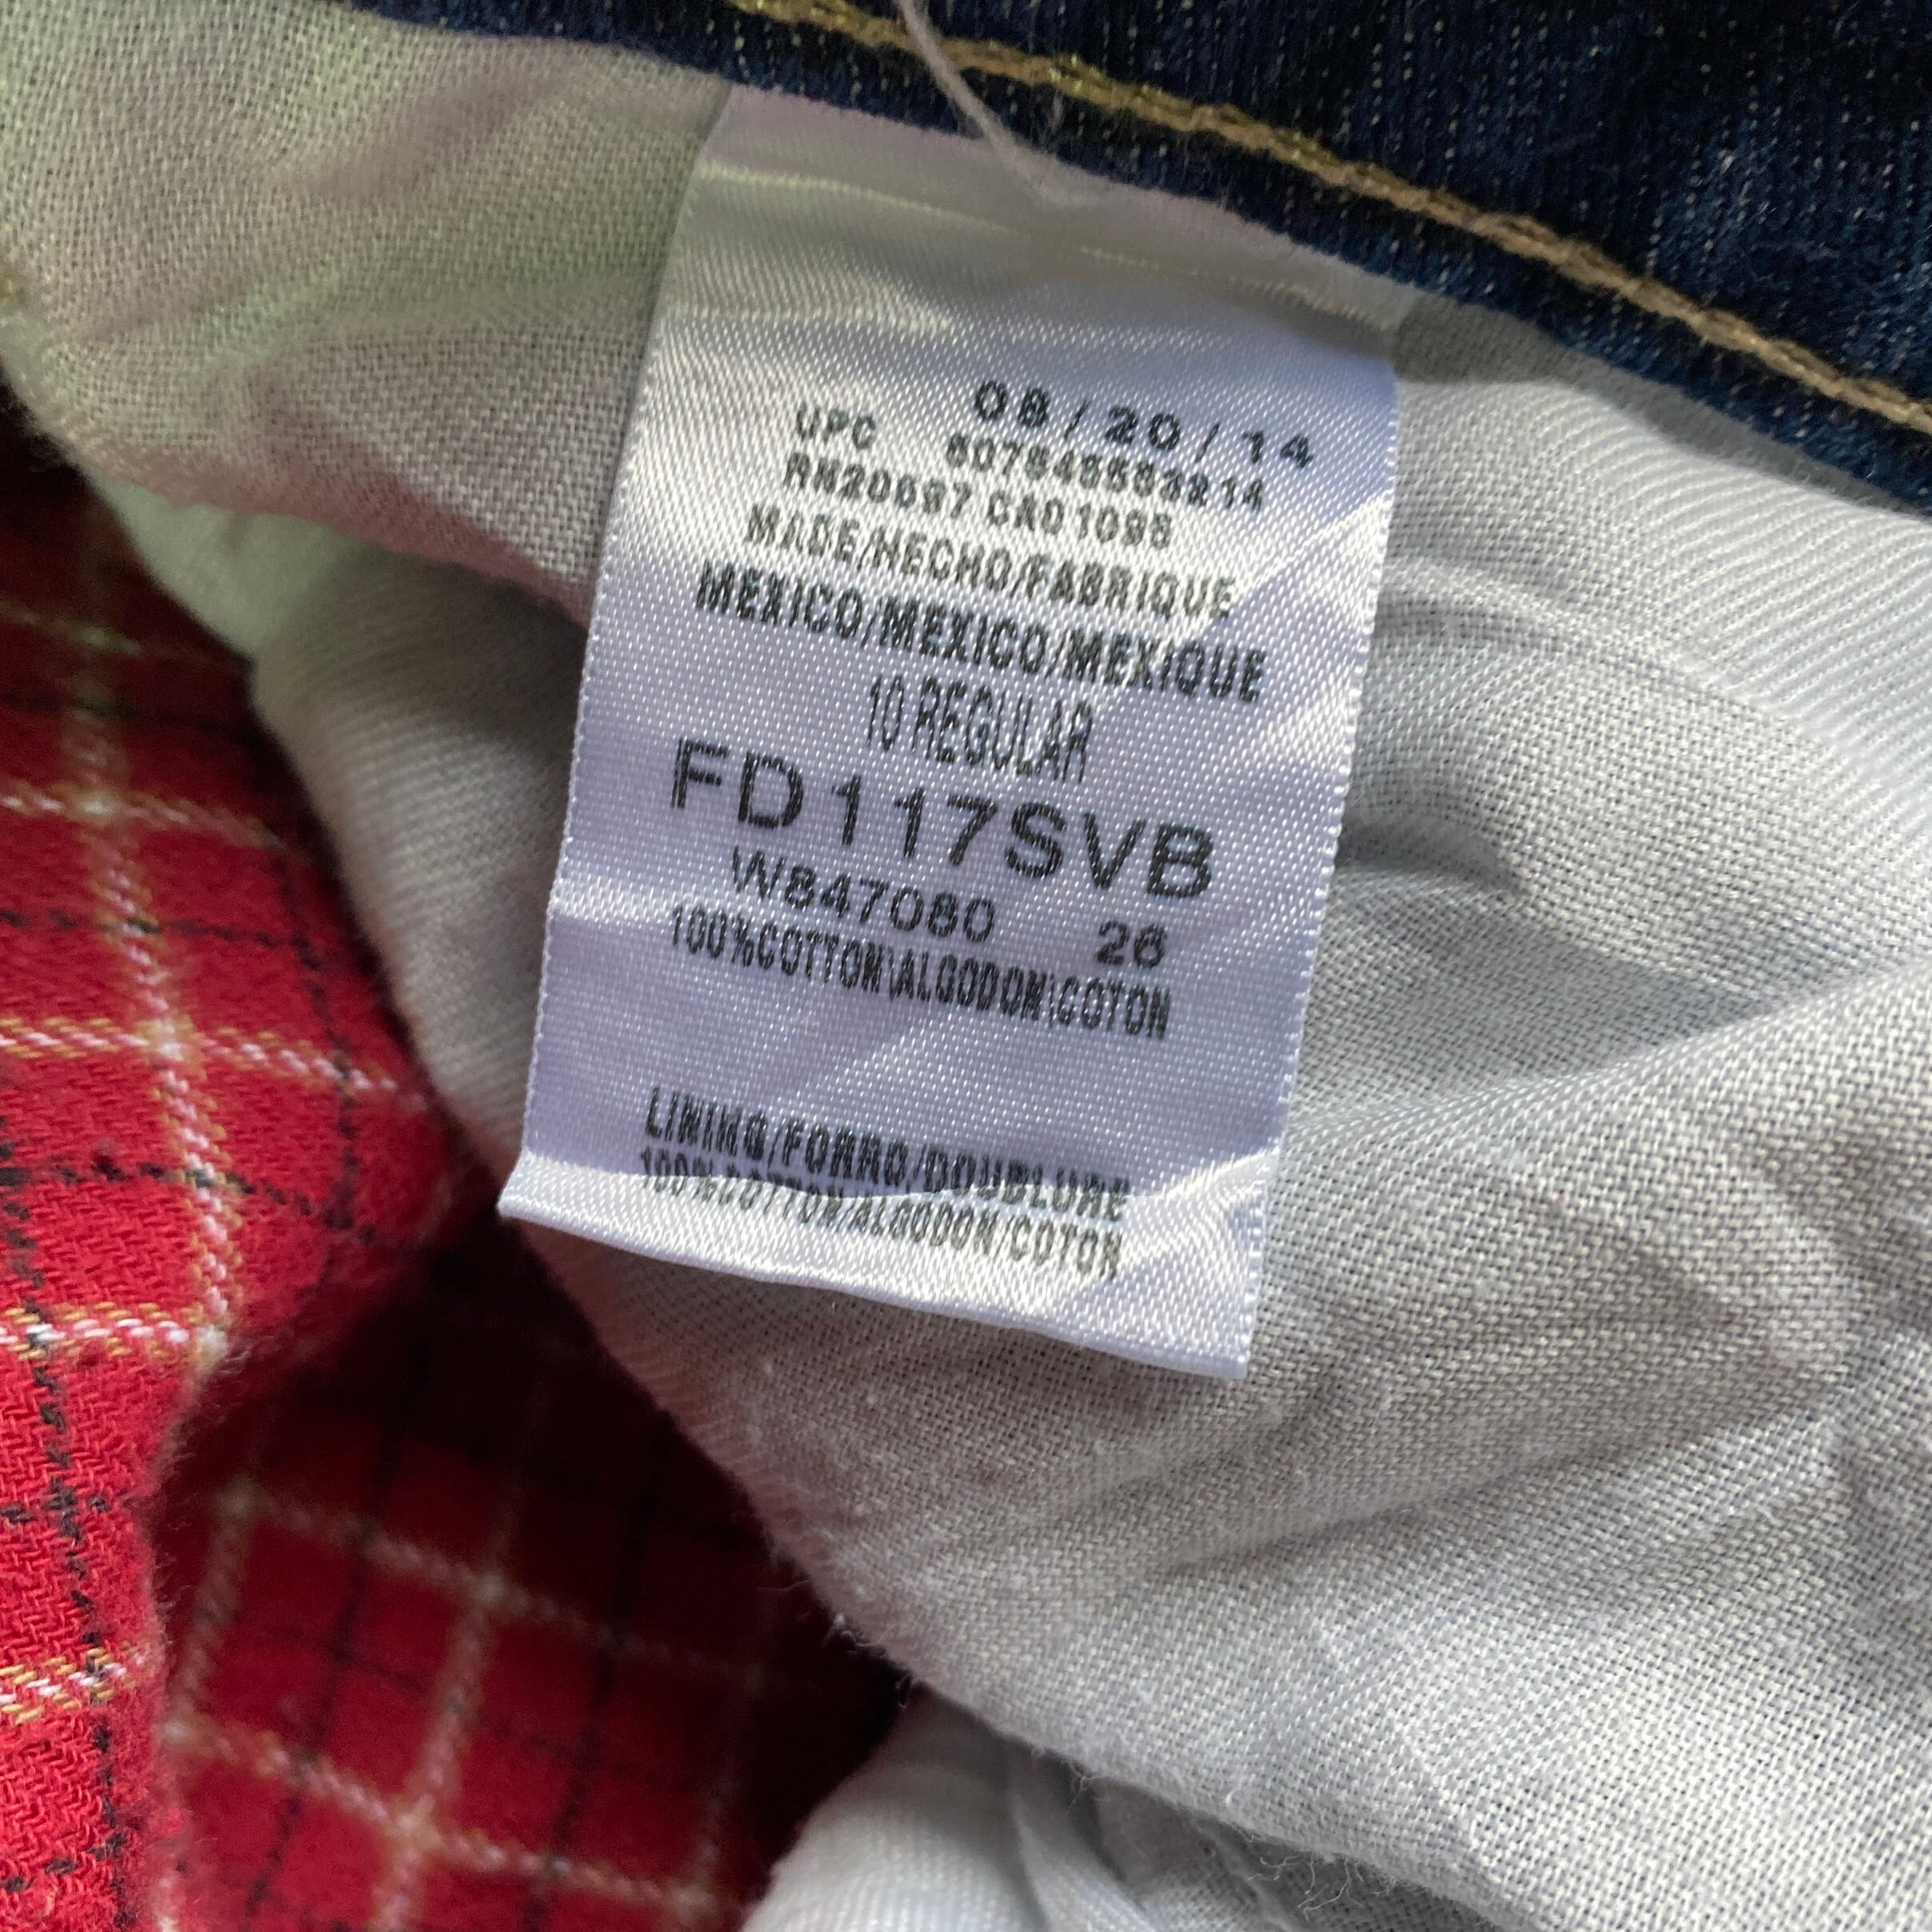 08/20/14
UPC 607645583214
RN20697 CA01095
MADE/HECHO/FABRIQUE
MEXICO/MEXICO/MEXIQUE
10 REGULAR
FD117SVB
W847080 26
100%COTTON\ALGODON\COTON
LINING/FORRO/DOUBLURE
100%COTTON/ALGODON/COTON